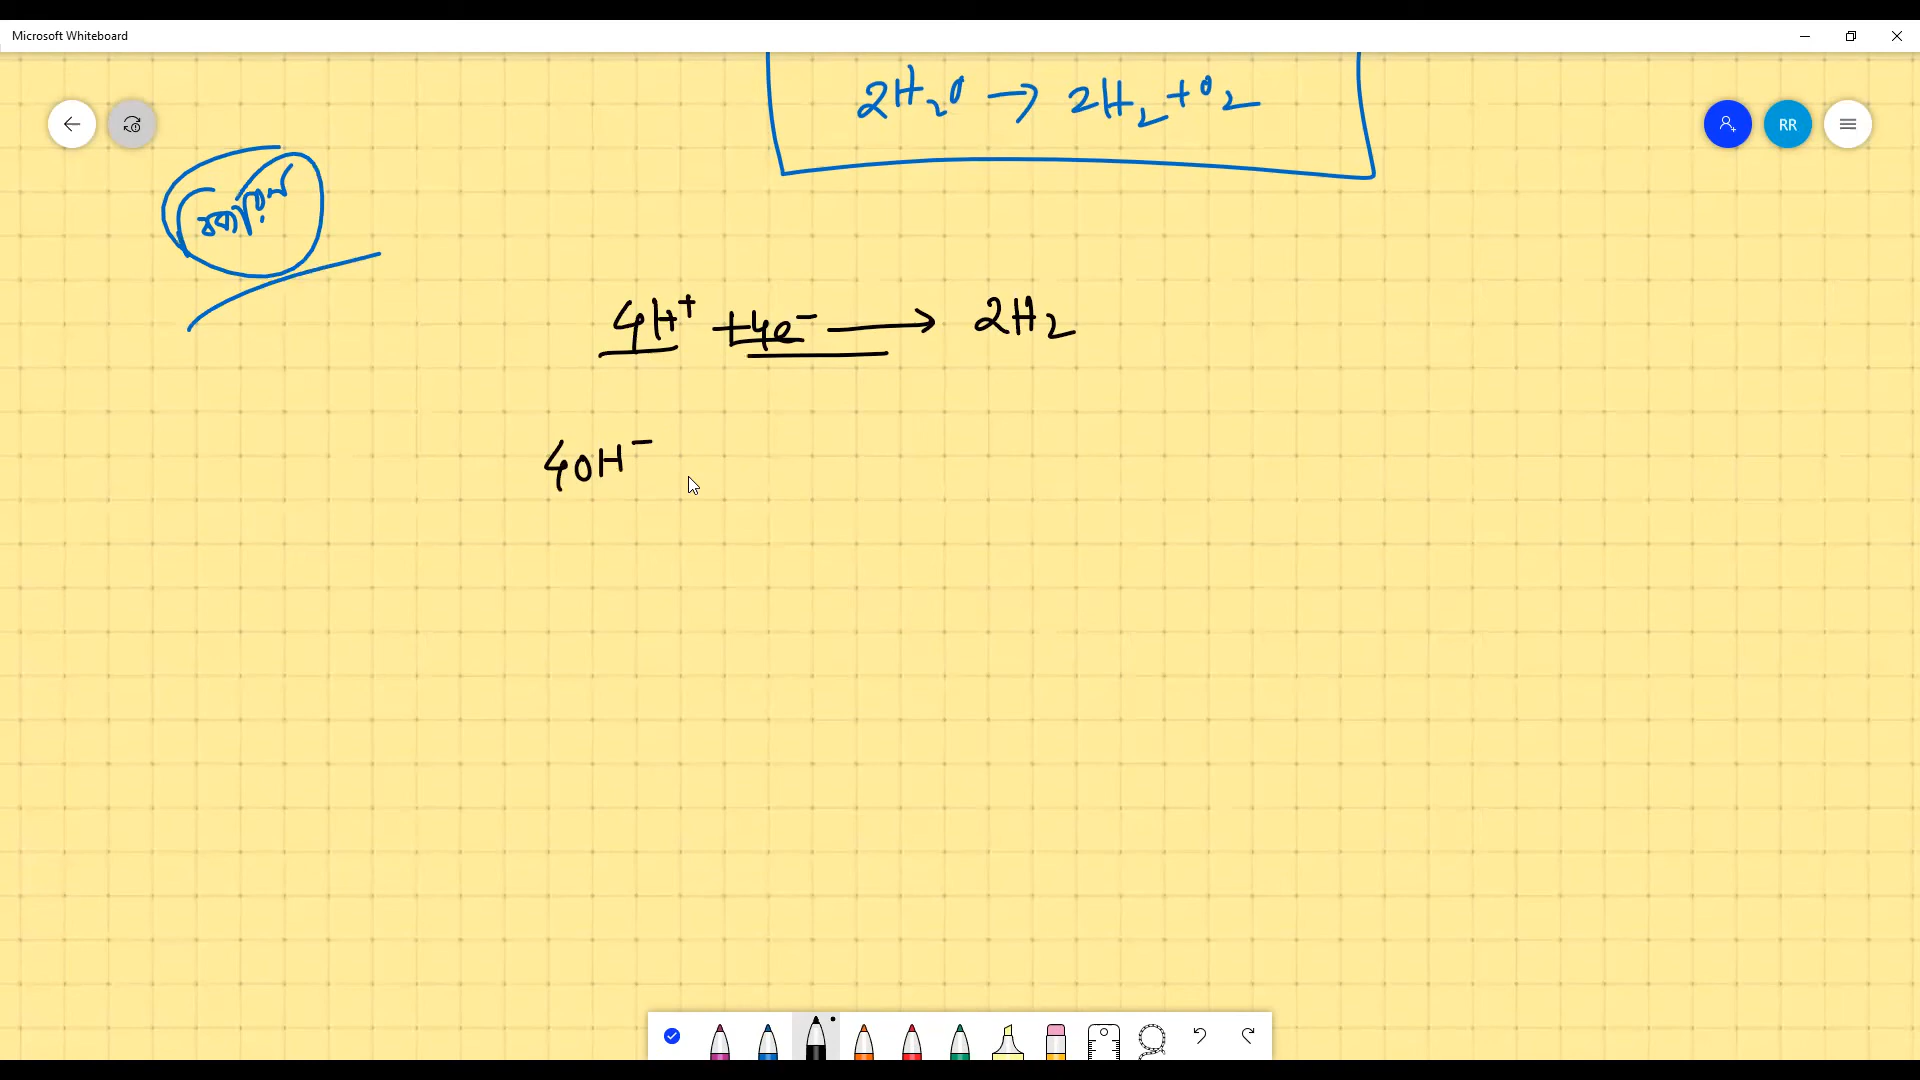 Microsoft Whiteboard
2H₂O → 2H₂ + O₂
RR
4H⁺ + 4e⁻ → 2H₂
4OH⁻